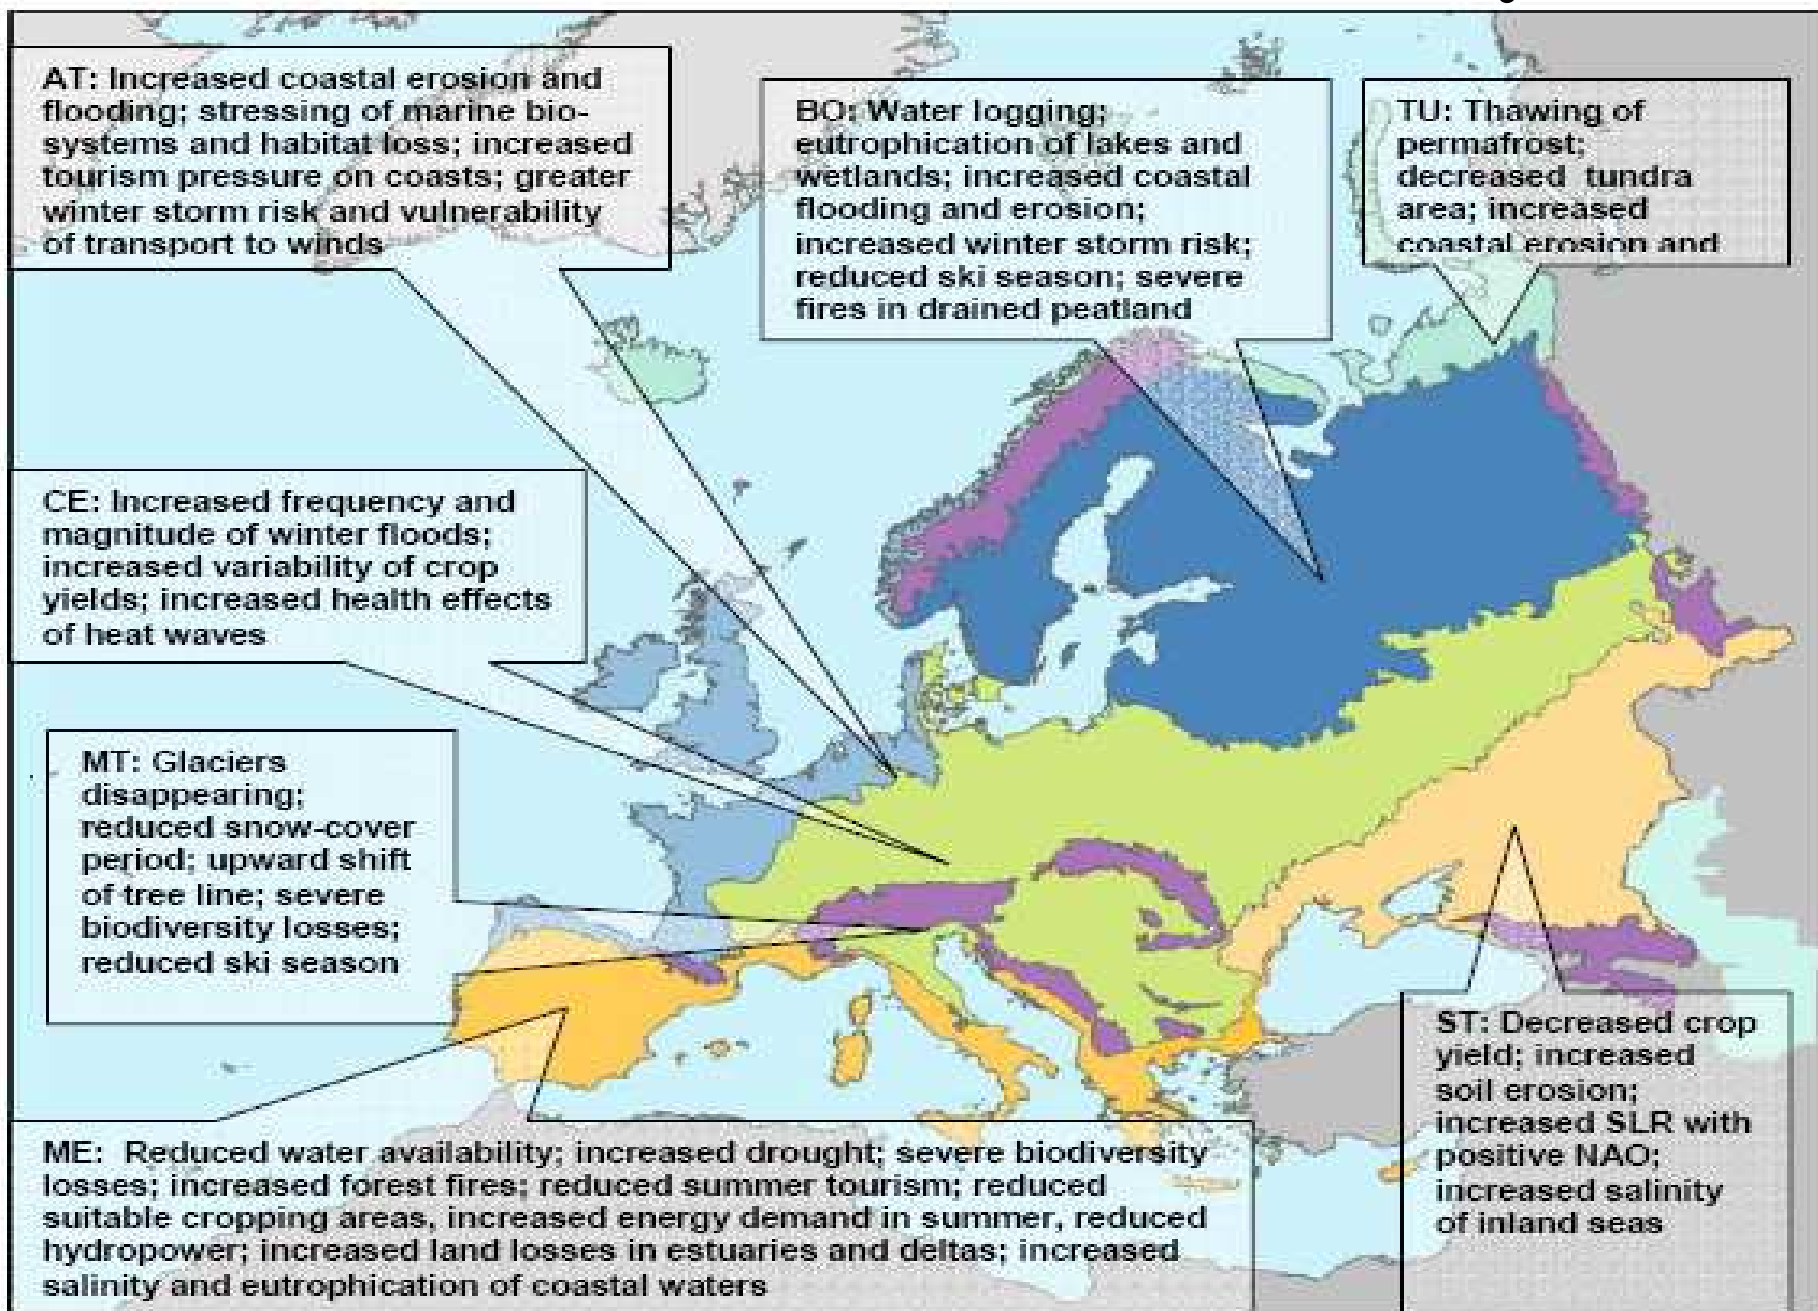 AT: Increased coastal erosion and
flooding; stressing of marine bio-
systems and habitat loss; increased
tourism pressure on coasts; greater
winter storm risk and vulnerability
of transport to winds
BO: Water logging;
eutrophication of lakes and
wetlands; increased coastal
flooding and erosion;
increased winter storm risk;
reduced ski season; severe
fires in drained peatland
TU: Thawing of
permafrost;
decreased tundra
area; increased
coastal erosion and
CE: Increased frequency and
magnitude of winter floods;
increased variability of crop
yields; increased health effects
of heat waves
MT: Glaciers
disappearing;
reduced snow-cover
period; upward shift
of tree line; severe
biodiversity losses;
reduced ski season
ME: Reduced water availability; increased drought; severe biodiversity
losses; increased forest fires; reduced summer tourism; reduced
suitable cropping areas, increased energy demand in summer, reduced
hydropower; increased land losses in estuaries and deltas; increased
salinity and eutrophication of coastal waters
ST: Decreased crop
yield; increased
soil erosion;
increased SLR with
positive NAO;
increased salinity
of inland seas